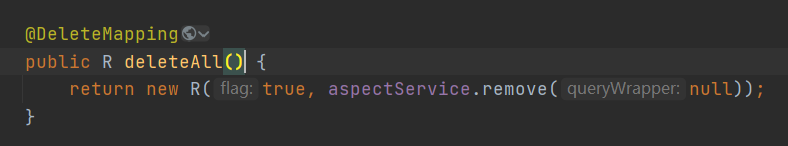 @DeleteMapping
public R deleteAll() {
return new R( flag: true, aspectService.remove( queryWrapper: null));
}